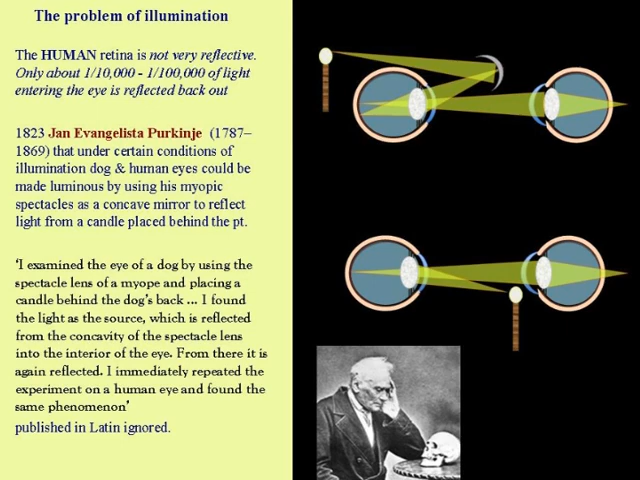 The problem of illumination
The HUMAN retina is not very reflective.
Only about 1/10,000 - 1/100,000 of light
entering the eye is reflected back out
1823 Jan Evangelista Purkinje (1787–
1869) that under certain conditions of
illumination dog & human eyes could be
made luminous by using his myopic
spectacles as a concave mirror to reflect
light from a candle placed behind the pt.
‘I examined the eye of a dog by using the
spectacle lens of a myope and placing a
candle behind the dog’s back ... I found
the light as the source, which is reflected
from the concavity of the spectacle lens
into the interior of the eye. From there it is
again reflected. I immediately repeated the
experiment on a human eye and found the
same phenomenon’
published in Latin ignored.